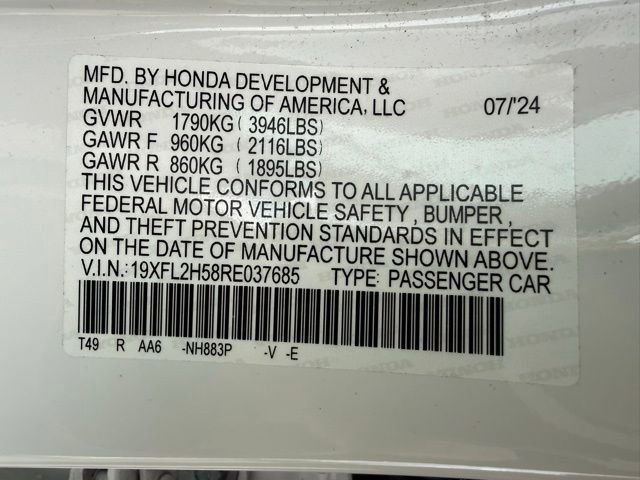 MFD. BY HONDA DEVELOPMENT &
MANUFACTURING OF AMERICA, LLC 07/'24
GVWR 1790KG ( 3946LBS)
GAWR F 960KG ( 2116LBS)
GAWR R 860KG ( 1895LBS)
THIS VEHICLE CONFORMS TO ALL APPLICABLE
FEDERAL MOTOR VEHICLE SAFETY , BUMPER ,
AND THEFT PREVENTION STANDARDS IN EFFECT
ON THE DATE OF MANUFACTURE SHOWN ABOVE.
V.I.N.:19XFL2H58RE037685 TYPE: PASSENGER CAR
T49 R AA6 -NH883P -V -E